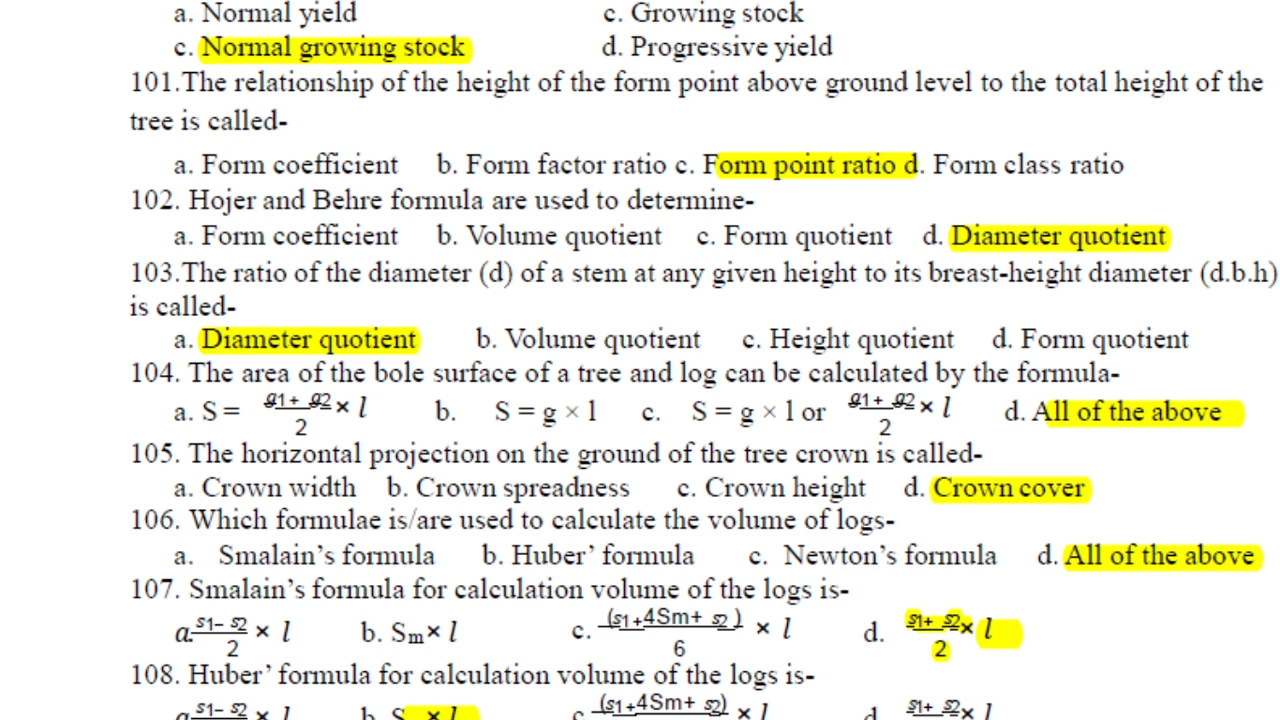 a. Normal yield c. Growing stock
c. Normal growing stock d. Progressive yield
101.The relationship of the height of the form point above ground level to the total height of the
tree is called-
a. Form coefficient b. Form factor ratio c. Form point ratio d. Form class ratio
102. Hojer and Behre formula are used to determine-
a. Form coefficient b. Volume quotient c. Form quotient d. Diameter quotient
103.The ratio of the diameter (d) of a stem at any given height to its breast-height diameter (d.b.h)
is called-
a. Diameter quotient b. Volume quotient c. Height quotient d. Form quotient
104. The area of the bole surface of a tree and log can be calculated by the formula-
a. S = g1+ g2/2 × l b. S = g × l c. S = g × l or g1+ g2/2 × l d. All of the above
105. The horizontal projection on the ground of the tree crown is called-
a. Crown width b. Crown spreadness c. Crown height d. Crown cover
106. Which formulae is/are used to calculate the volume of logs-
a. Smalain's formula b. Huber' formula c. Newton's formula d. All of the above
107. Smalain's formula for calculation volume of the logs is-
a. s1- s2/2 × l b. Sm× l c. (s1+4Sm+ s2)/6 × l d. s1+ s2/2 × l
108. Huber' formula for calculation volume of the logs is-
a s1- s2 × l b. S × l c (s1+4Sm+ s2) × l d s1+ s2 × l